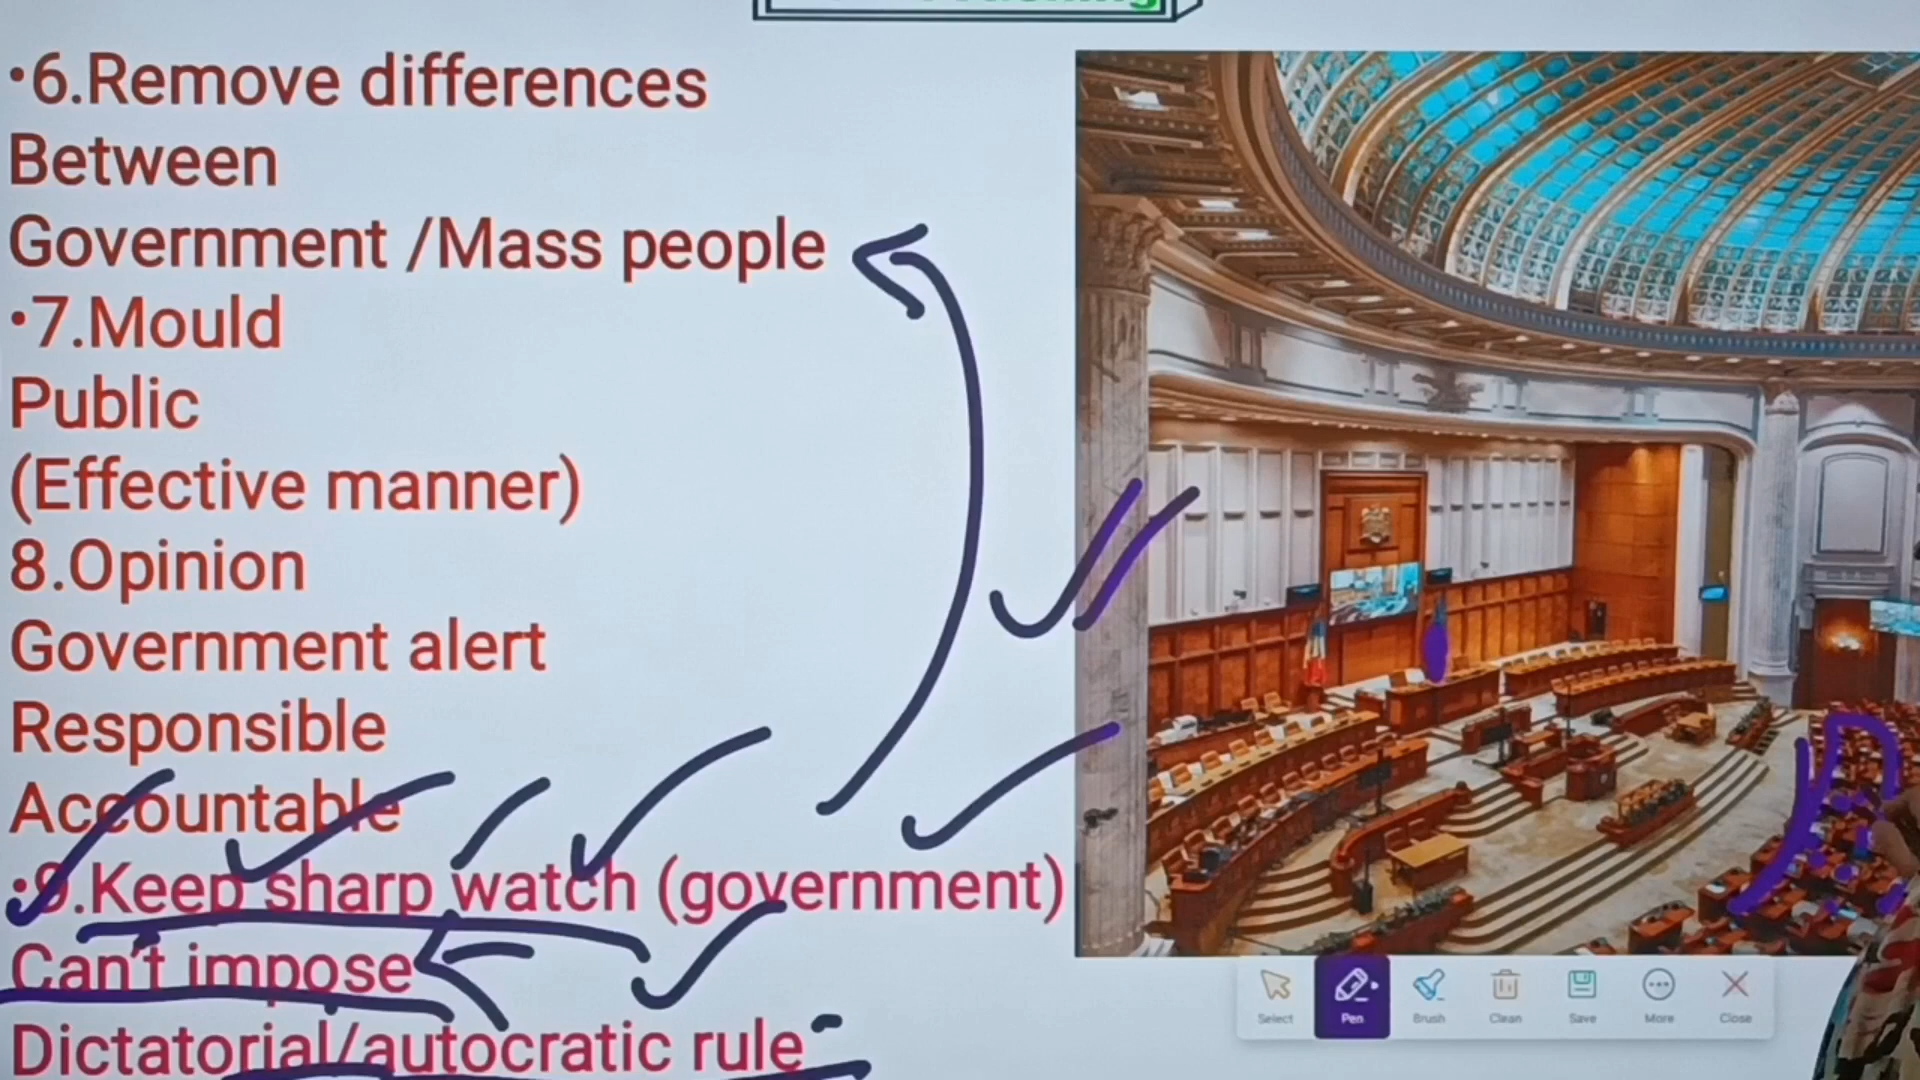 •6.Remove differences
Between
Government /Mass people
•7.Mould
Public
(Effective manner)
8.Opinion
Government alert
Responsible
Accountable
•9.Keep sharp watch (government)
Can't impose
Dictatorial/autocratic rule
Select Pen Brush Clean Save More Close